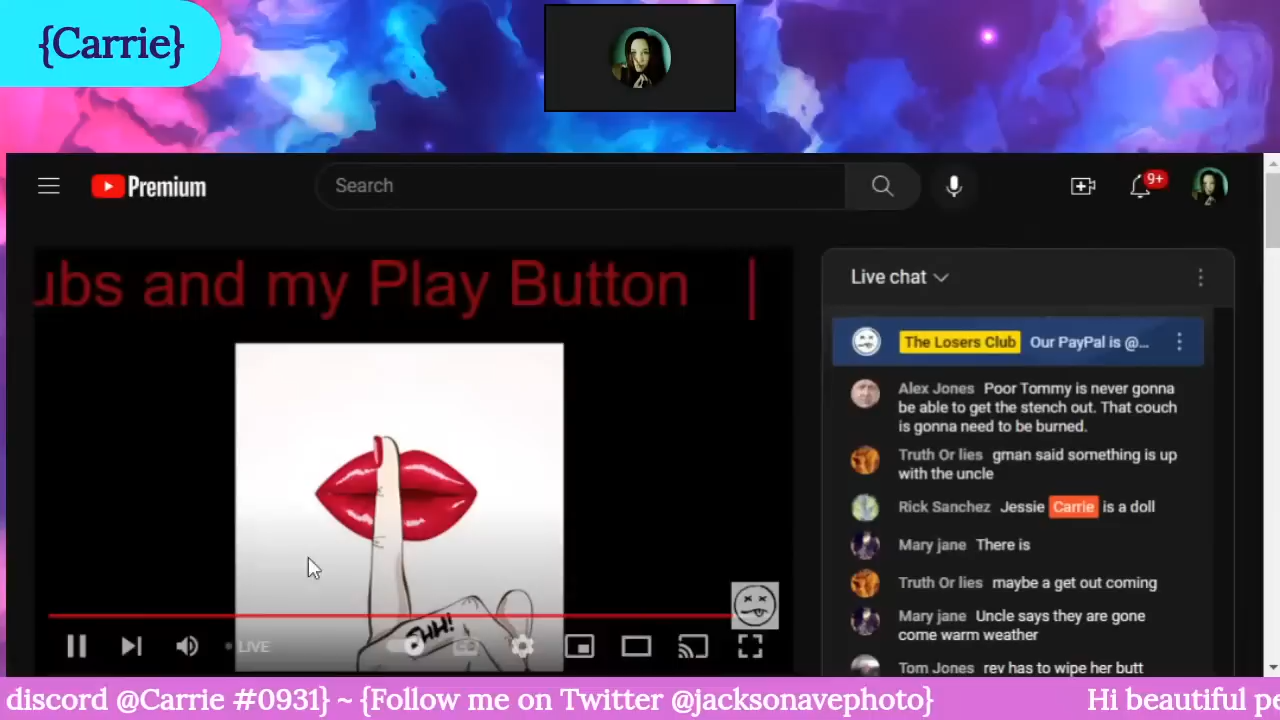 {Carrie}
Premium
Search
9+
ubs and my Play Button |
SHH!
LIVE
Live chat
The Losers Club Our PayPal is @...
Alex Jones Poor Tommy is never gonna
be able to get the stench out. That couch
is gonna need to be burned.
Truth Or lies gman said something is up
with the uncle
Rick Sanchez Jessie Carrie is a doll
Mary jane There is
Truth Or lies maybe a get out coming
Mary jane Uncle says they are gone
come warm weather
Tom Jones rev has to wipe her butt
discord @Carrie #0931} ~ {Follow me on Twitter @jacksonavephoto} Hi beautiful pe